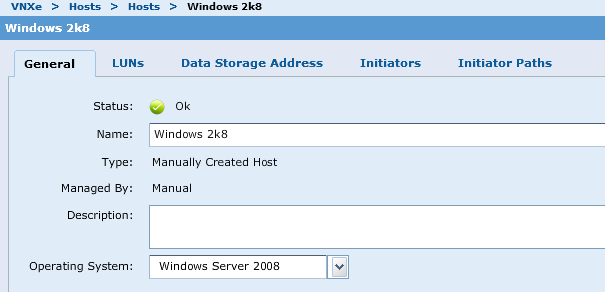 VNXe > Hosts > Hosts > Windows 2k8
Windows 2k8
General LUNs Data Storage Address Initiators Initiator Paths
Status: Ok
Name: Windows 2k8
Type: Manually Created Host
Managed By: Manual
Description:
Operating System: Windows Server 2008